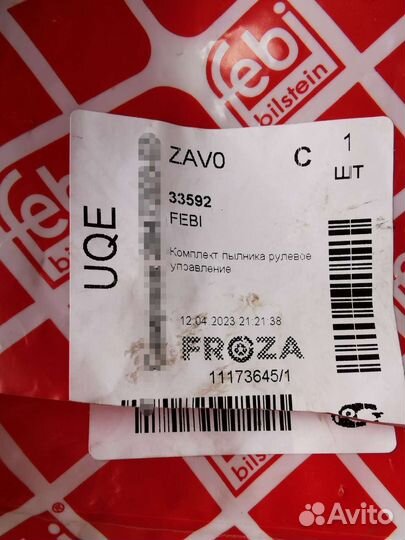 febi
bilstein
febi
bilstein
ZAVO
C
1
ШТ
UQE
33592
FEBI
Комплект пыльника рулевое
управление
12.04.2023 21:21:38
FROZA
11173645/1
febi
bilstein
Avito